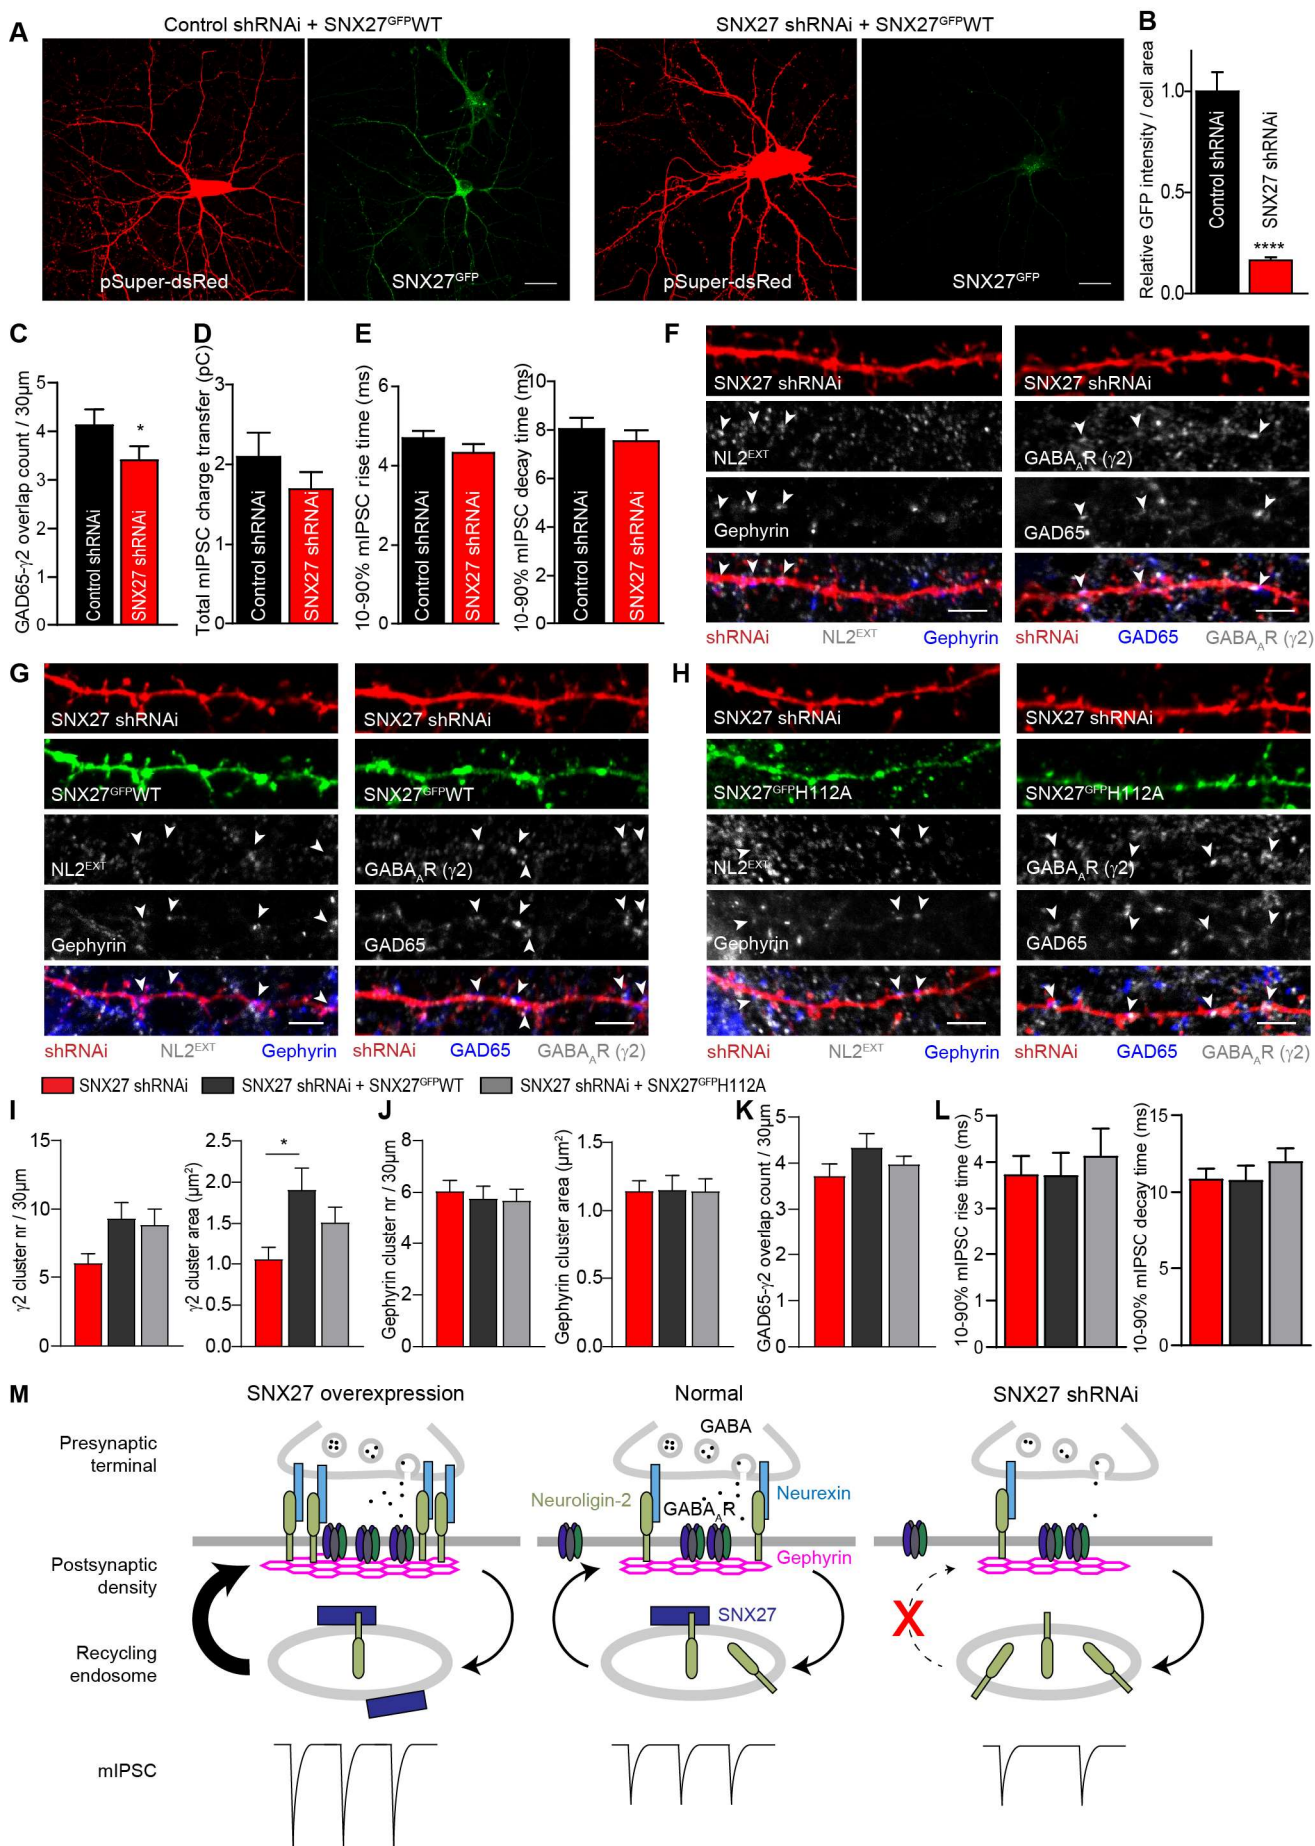 A
Control shRNAi + SNX27ᴳᶠᴾWT
pSuper-dsRed
SNX27ᴳᶠᴾ
SNX27 shRNAi + SNX27ᴳᶠᴾWT
pSuper-dsRed
SNX27ᴳᶠᴾ
B
Relative GFP intensity / cell area
1.0
0.5
0.0
Control shRNAi
SNX27 shRNAi
****
C
GAD65-γ2 overlap count / 30µm
5
4
3
2
1
0
Control shRNAi
SNX27 shRNAi
*
D
Total mIPSC charge transfer (pC)
3
2
1
0
Control shRNAi
SNX27 shRNAi
E
10-90% mIPSC rise time (ms)
6
4
2
0
Control shRNAi
SNX27 shRNAi
10-90% mIPSC decay time (ms)
10
8
6
4
2
0
Control shRNAi
SNX27 shRNAi
F
SNX27 shRNAi
NL2ᴱˣᵀ
Gephyrin
shRNAi NL2ᴱˣᵀ Gephyrin
SNX27 shRNAi
GABAₐR (γ2)
GAD65
shRNAi GAD65 GABAₐR (γ2)
G
SNX27 shRNAi
SNX27ᴳᶠᴾWT
NL2ᴱˣᵀ
Gephyrin
shRNAi NL2ᴱˣᵀ Gephyrin
SNX27 shRNAi
SNX27ᴳᶠᴾWT
GABAₐR (γ2)
GAD65
shRNAi GAD65 GABAₐR (γ2)
H
SNX27 shRNAi
SNX27ᴳᶠᴾH112A
NL2ᴱˣᵀ
Gephyrin
shRNAi NL2ᴱˣᵀ Gephyrin
SNX27 shRNAi
SNX27ᴳᶠᴾH112A
GABAₐR (γ2)
GAD65
shRNAi GAD65 GABAₐR (γ2)
SNX27 shRNAi SNX27 shRNAi + SNX27ᴳᶠᴾWT SNX27 shRNAi + SNX27ᴳᶠᴾH112A
I
γ2 cluster nr / 30µm
15
10
5
0
γ2 cluster area (µm²)
2.5
2.0
1.5
1.0
0.5
0.0
*
J
Gephyrin cluster nr / 30µm
8
6
4
2
0
Gephyrin cluster area (µm²)
1.5
1.0
0.5
0.0
K
GAD65-γ2 overlap count / 30µm
5
4
3
2
1
0
L
10-90% mIPSC rise time (ms)
5
4
3
2
1
0
10-90% mIPSC decay time (ms)
15
10
5
0
M
SNX27 overexpression
Normal
SNX27 shRNAi
Presynaptic
terminal
GABA
Neuroligin-2
Neurexin
GABAₐR
Postsynaptic
density
Gephyrin
SNX27
X
Recycling
endosome
mIPSC